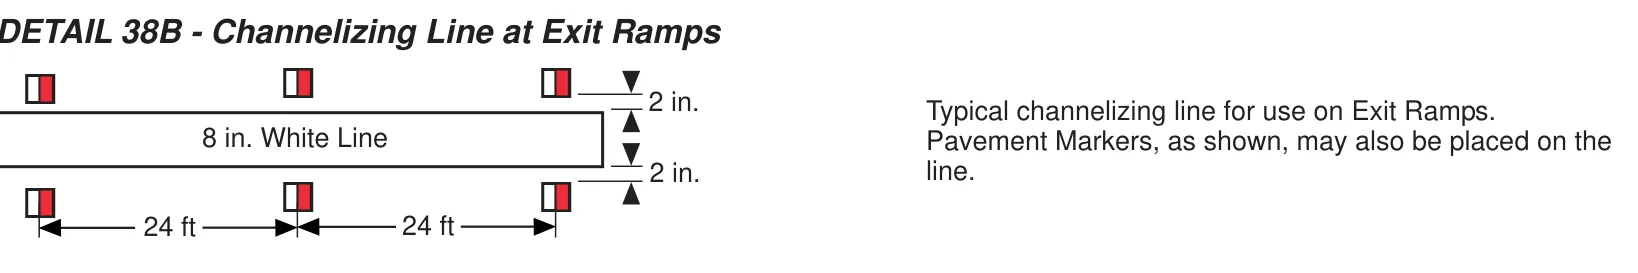 DETAIL 38B - Channelizing Line at Exit Ramps
2 in.
8 in. White Line
2 in.
24 ft
24 ft
Typical channelizing line for use on Exit Ramps.
Pavement Markers, as shown, may also be placed on the
line.